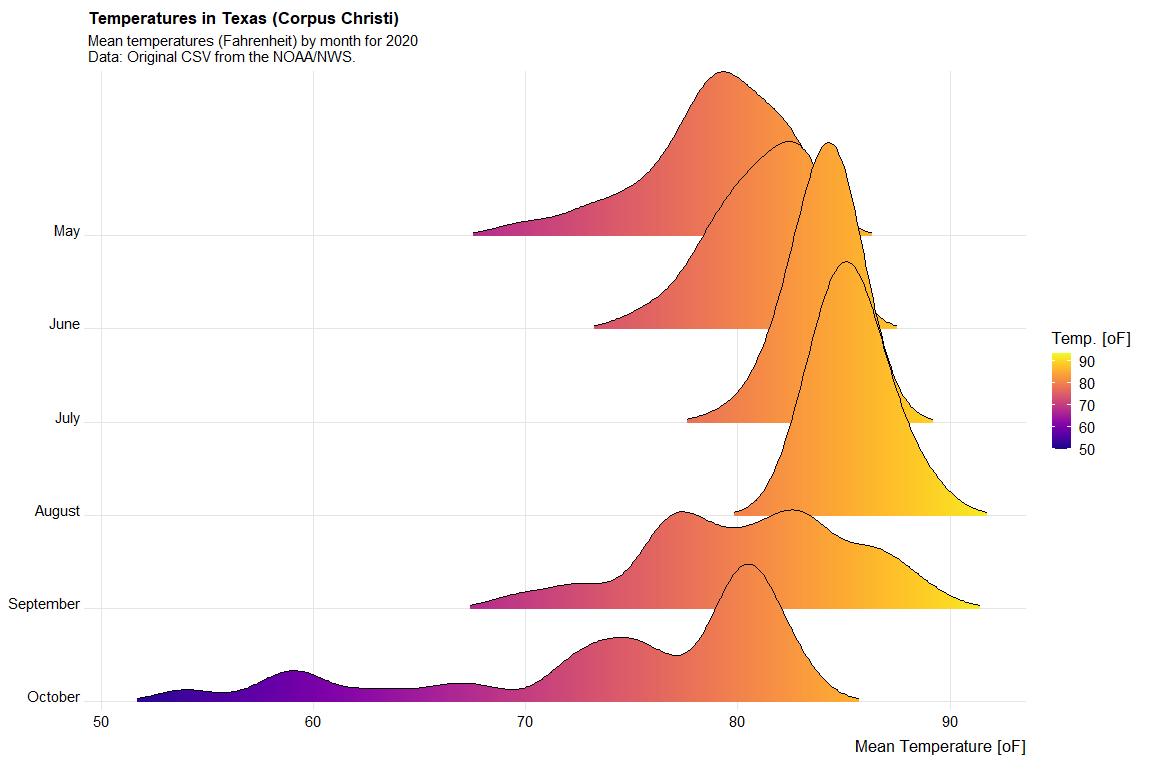 Temperatures in Texas (Corpus Christi)
Mean temperatures (Fahrenheit) by month for 2020
Data: Original CSV from the NOAA/NWS.
May
June
July
August
September
October
50 60 70 80 90
Mean Temperature [oF]
Temp. [oF]
90
80
70
60
50